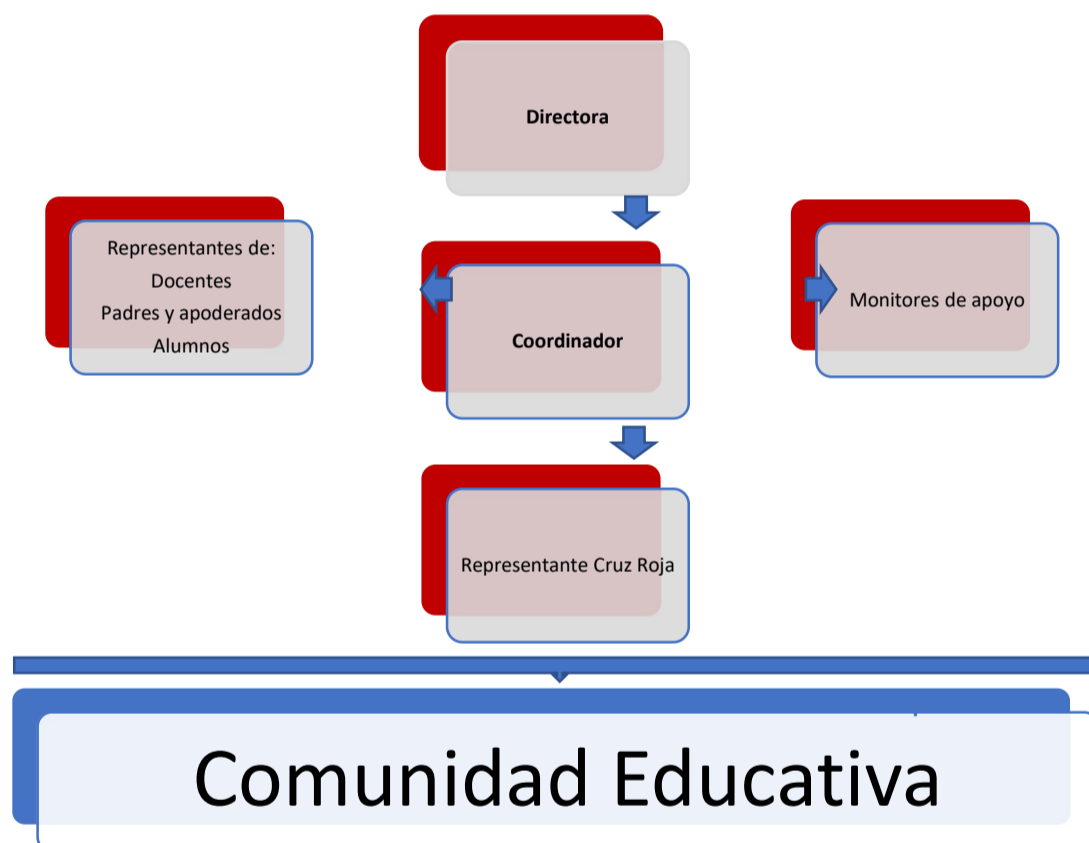 Directora
Representantes de:
Docentes
Padres y apoderados
Alumnos
Coordinador
Monitores de apoyo
Representante Cruz Roja
Comunidad Educativa